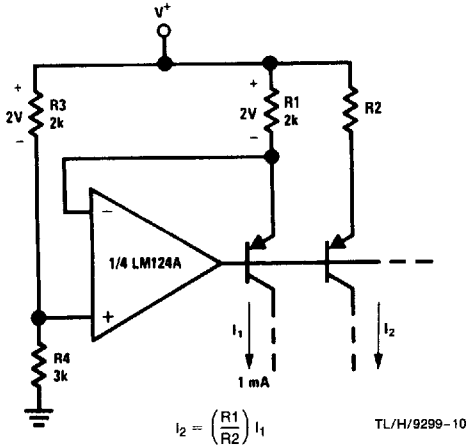 V+
+
R3
2k
2V
−
+
R1
2k
2V
−
R2
−
1/4 LM124A
+
R4
3k
I1
1 mA
I2
I2 = (R1/R2) I1
TL/H/9299-10